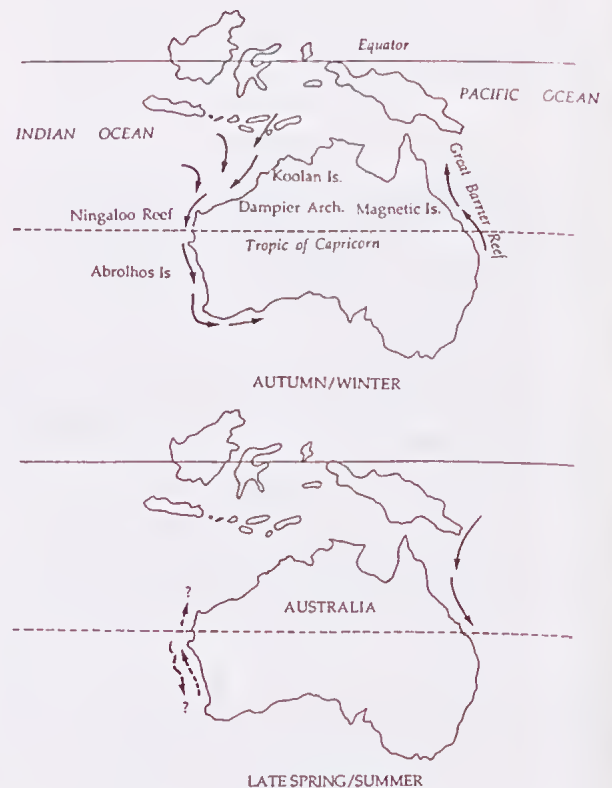 Equator
PACIFIC OCEAN
INDIAN OCEAN
Great Barrier Reef
Koolan Is.
Ningaloo Reef
Dampier Arch.
Magnetic Is.
Tropic of Capricorn
Abrolhos Is
AUTUMN/WINTER
?
AUSTRALIA
?
LATE SPRING/SUMMER